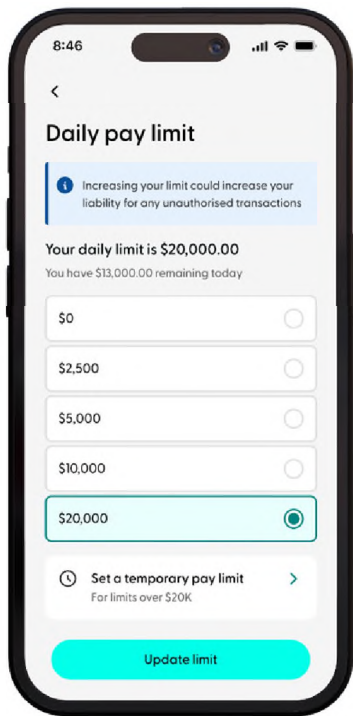 8:46
Daily pay limit
Increasing your limit could increase your
liability for any unauthorised transactions
Your daily limit is $20,000.00
You have $13,000.00 remaining today
$0
$2,500
$5,000
$10,000
$20,000
Set a temporary pay limit
For limits over $20K
Update limit